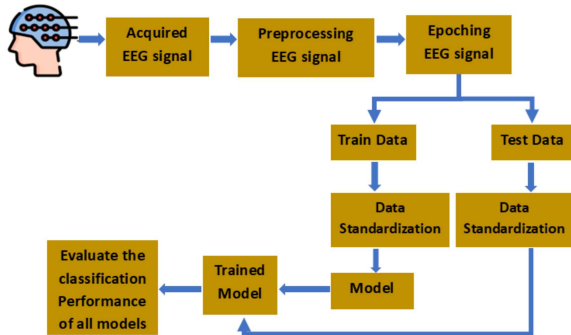 Acquired
EEG signal
Preprocessing
EEG signal
Epoching
EEG signal
Train Data
Test Data
Data
Standardization
Data
Standardization
Model
Trained
Model
Evaluate the
classification
Performance
of all models